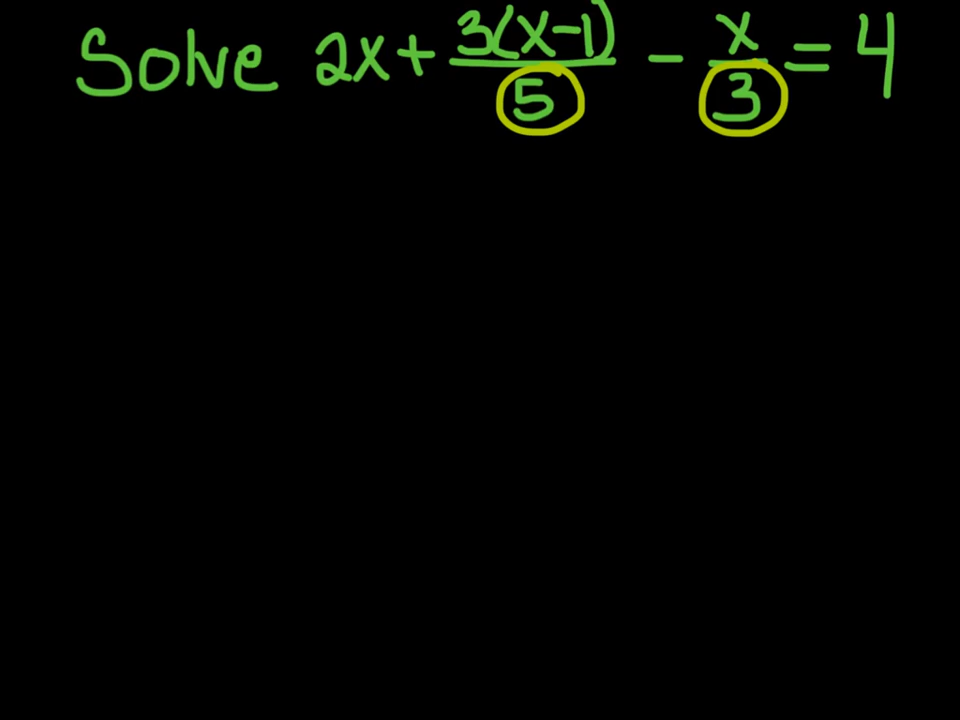 Solve 2x + 3(x-1)/5 - x/3 = 4